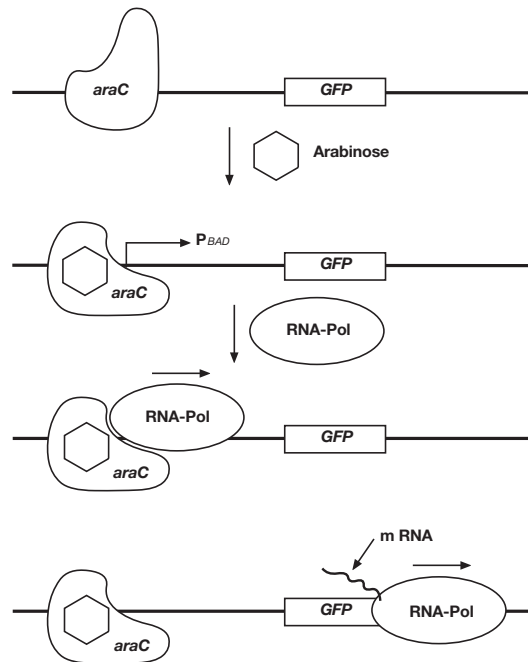 araC GFP
Arabinose
PBAD
GFP
araC
RNA-Pol
RNA-Pol
GFP
araC
m RNA
GFP RNA-Pol
araC